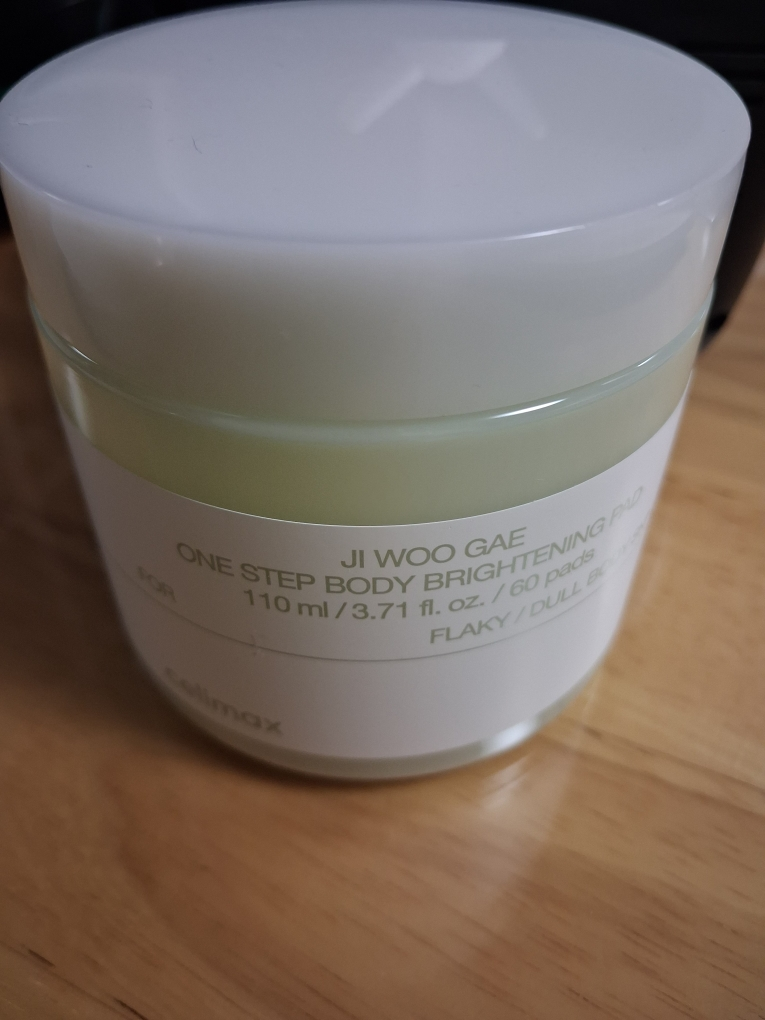 JI WOO GAE
ONE STEP BODY BRIGHTENING PAD
110 ml / 3.71 fl. oz. / 60 pads
FOR
FLAKY / DULL
celimax